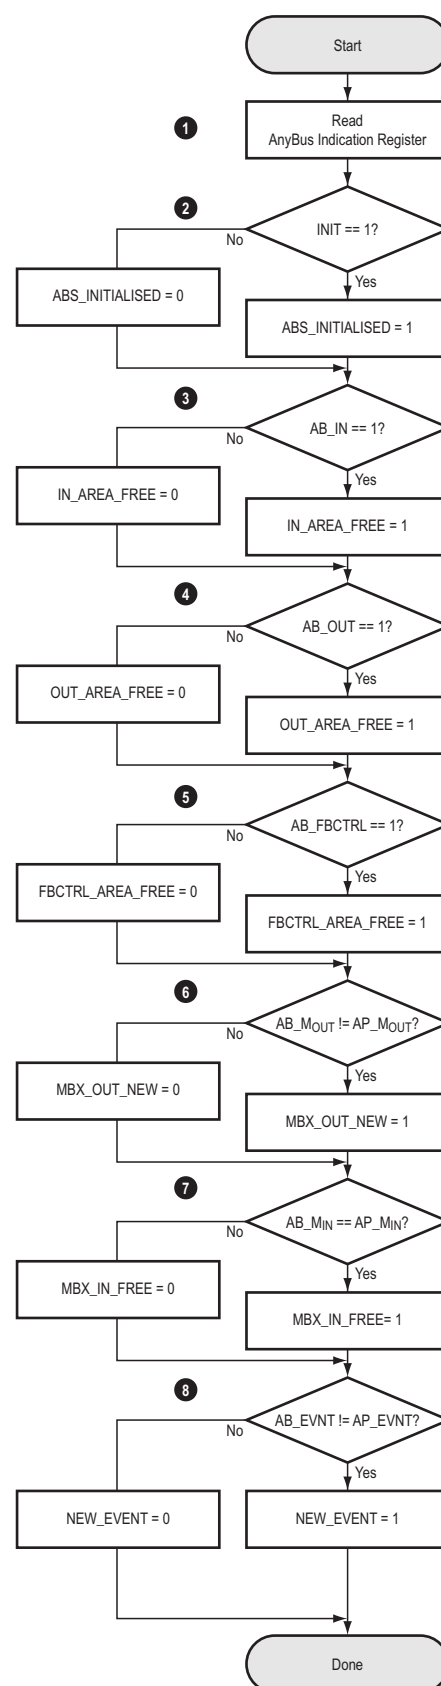 Start
1
Read
AnyBus Indication Register
2
INIT == 1?
No
Yes
ABS_INITIALISED = 0
ABS_INITIALISED = 1
3
AB_IN == 1?
No
Yes
IN_AREA_FREE = 0
IN_AREA_FREE = 1
4
AB_OUT == 1?
No
Yes
OUT_AREA_FREE = 0
OUT_AREA_FREE = 1
5
AB_FBCTRL == 1?
No
Yes
FBCTRL_AREA_FREE = 0
FBCTRL_AREA_FREE = 1
6
AB_MOUT != AP_MOUT?
No
Yes
MBX_OUT_NEW = 0
MBX_OUT_NEW = 1
7
AB_MIN == AP_MIN?
No
Yes
MBX_IN_FREE = 0
MBX_IN_FREE= 1
8
AB_EVNT != AP_EVNT?
No
Yes
NEW_EVENT = 0
NEW_EVENT = 1
Done